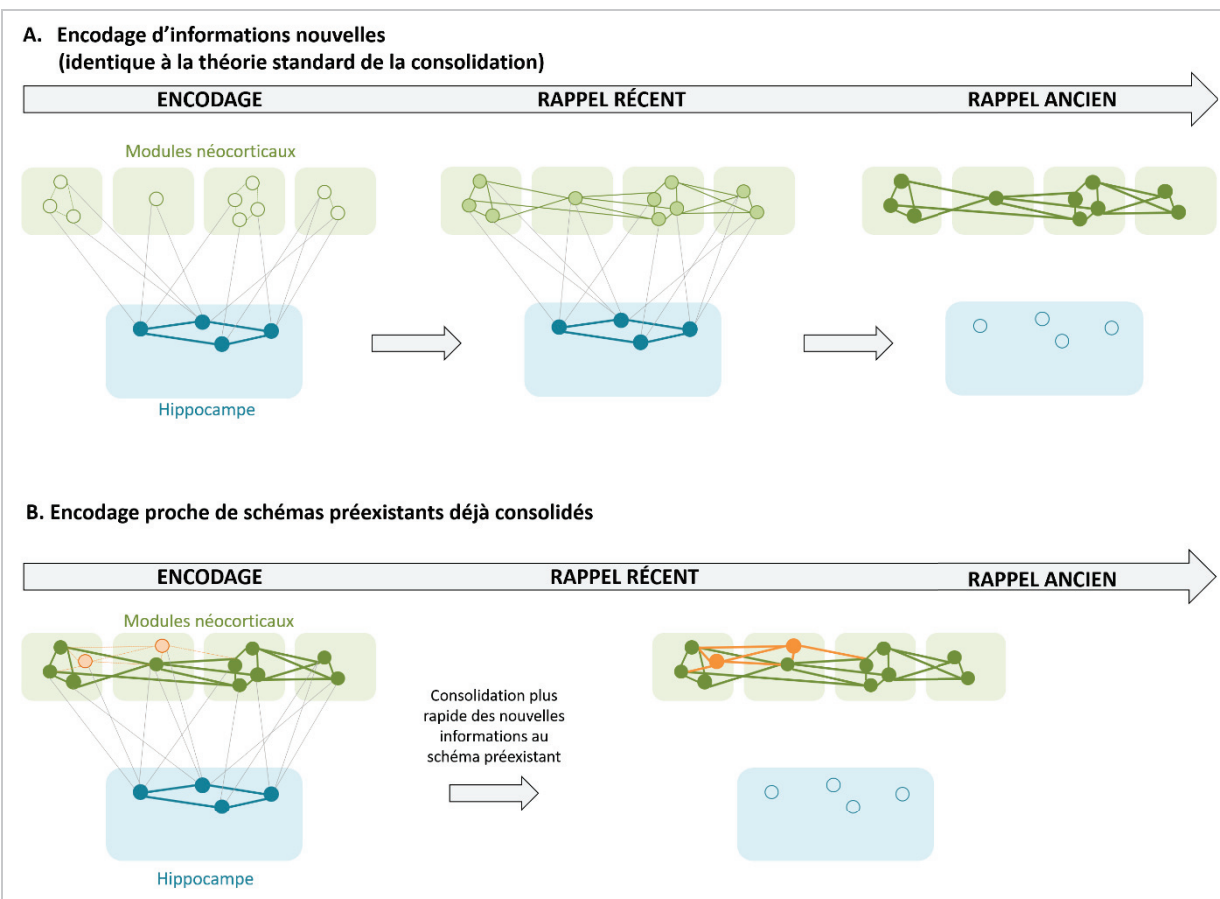 A. Encodage d’informations nouvelles
(identique à la théorie standard de la consolidation)
ENCODAGE RAPPEL RÉCENT RAPPEL ANCIEN
Modules néocorticaux
Hippocampe
B. Encodage proche de schémas préexistants déjà consolidés
ENCODAGE RAPPEL RÉCENT RAPPEL ANCIEN
Modules néocorticaux
Consolidation plus
rapide des nouvelles
informations au
schéma préexistant
Hippocampe